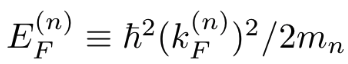 $E_F^{(n)} \equiv \hbar^2 (k_F^{(n)})^2 / 2m_n$